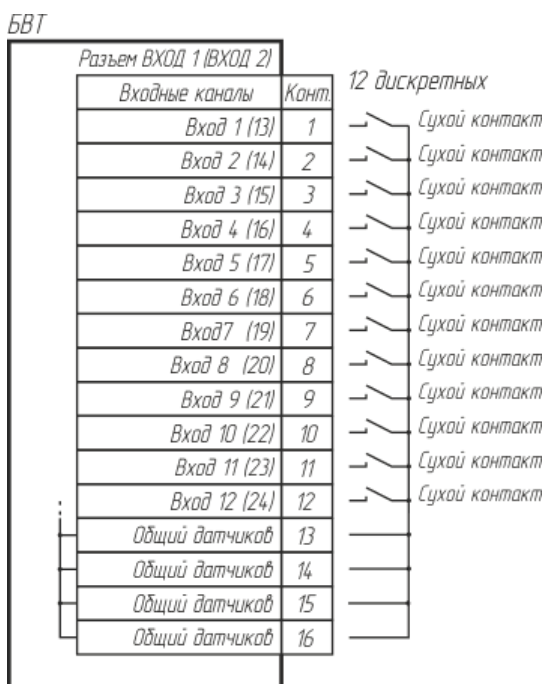 БВТ
Разъем ВХОД 1 (ВХОД 2)
12 дискретных
Входные каналы Конт.
Вход 1 (13) 1 Сухой контакт
Вход 2 (14) 2 Сухой контакт
Вход 3 (15) 3 Сухой контакт
Вход 4 (16) 4 Сухой контакт
Вход 5 (17) 5 Сухой контакт
Вход 6 (18) 6 Сухой контакт
Вход7 (19) 7 Сухой контакт
Вход 8 (20) 8 Сухой контакт
Вход 9 (21) 9 Сухой контакт
Вход 10 (22) 10 Сухой контакт
Вход 11 (23) 11 Сухой контакт
Вход 12 (24) 12 Сухой контакт
Общий датчиков 13
Общий датчиков 14
Общий датчиков 15
Общий датчиков 16